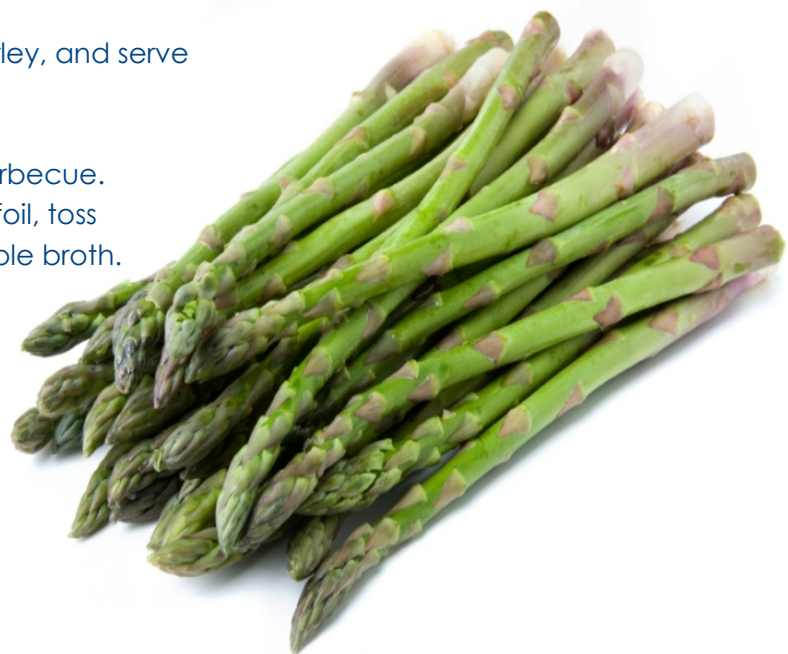 ley, and serve
rbecue.
foil, toss
ble broth.